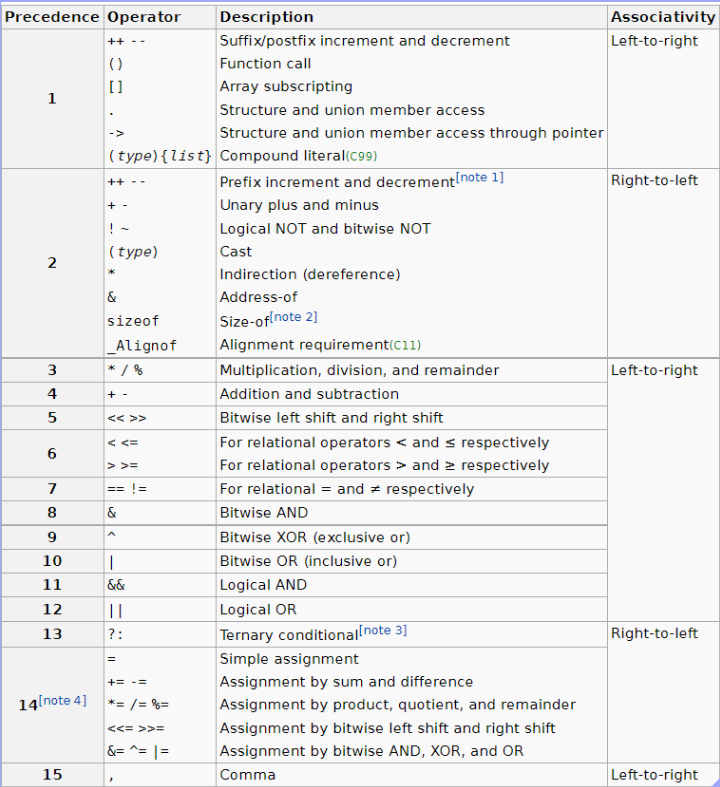 Precedence Operator Description Associativity
1 ++ -- Suffix/postfix increment and decrement Left-to-right
() Function call
[] Array subscripting
. Structure and union member access
-> Structure and union member access through pointer
(type){list} Compound literal(C99)
2 ++ -- Prefix increment and decrement[note 1] Right-to-left
+ - Unary plus and minus
! ~ Logical NOT and bitwise NOT
(type) Cast
* Indirection (dereference)
& Address-of
sizeof Size-of[note 2]
_Alignof Alignment requirement(C11)
3 * / % Multiplication, division, and remainder Left-to-right
4 + - Addition and subtraction
5 << >> Bitwise left shift and right shift
6 < <= For relational operators < and ≤ respectively
> >= For relational operators > and ≥ respectively
7 == != For relational = and ≠ respectively
8 & Bitwise AND
9 ^ Bitwise XOR (exclusive or)
10 | Bitwise OR (inclusive or)
11 && Logical AND
12 || Logical OR
13 ?: Ternary conditional[note 3] Right-to-left
14[note 4] = Simple assignment
+= -= Assignment by sum and difference
*= /= %= Assignment by product, quotient, and remainder
<<= >>= Assignment by bitwise left shift and right shift
&= ^= |= Assignment by bitwise AND, XOR, and OR
15 , Comma Left-to-right